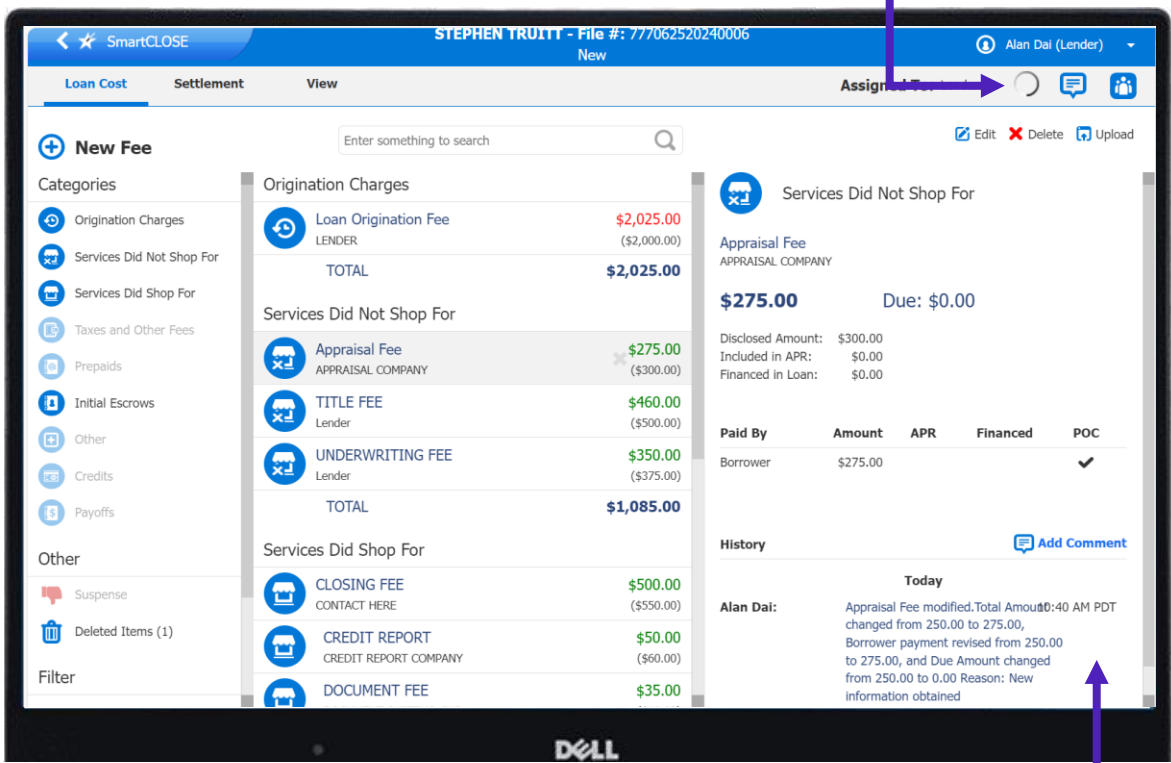 SmartCLOSE
STEPHEN TRUITT - File #: 777062520240006
New
Alan Dai (Lender)
Loan Cost Settlement View
Assigned To:
New Fee
Enter something to search
Edit Delete Upload
Categories
Origination Charges
Services Did Not Shop For
Services Did Shop For
Taxes and Other Fees
Prepaids
Initial Escrows
Other
Credits
Payoffs
Other
Suspense
Deleted Items (1)
Filter
Origination Charges
Loan Origination Fee $2,025.00
LENDER ($2,000.00)
TOTAL $2,025.00
Services Did Not Shop For
Appraisal Fee $275.00
APPRAISAL COMPANY ($300.00)
TITLE FEE $460.00
Lender ($500.00)
UNDERWRITING FEE $350.00
Lender ($375.00)
TOTAL $1,085.00
Services Did Shop For
CLOSING FEE $500.00
CONTACT HERE ($550.00)
CREDIT REPORT $50.00
CREDIT REPORT COMPANY ($60.00)
DOCUMENT FEE $35.00
Services Did Not Shop For
Appraisal Fee
APPRAISAL COMPANY
$275.00 Due: $0.00
Disclosed Amount: $300.00
Included in APR: $0.00
Financed in Loan: $0.00
Paid By Amount APR Financed POC
Borrower $275.00
History Add Comment
Today
Alan Dai: Appraisal Fee modified.Total Amount 10:40 AM PDT
changed from 250.00 to 275.00,
Borrower payment revised from 250.00
to 275.00, and Due Amount changed
from 250.00 to 0.00 Reason: New
information obtained
DELL